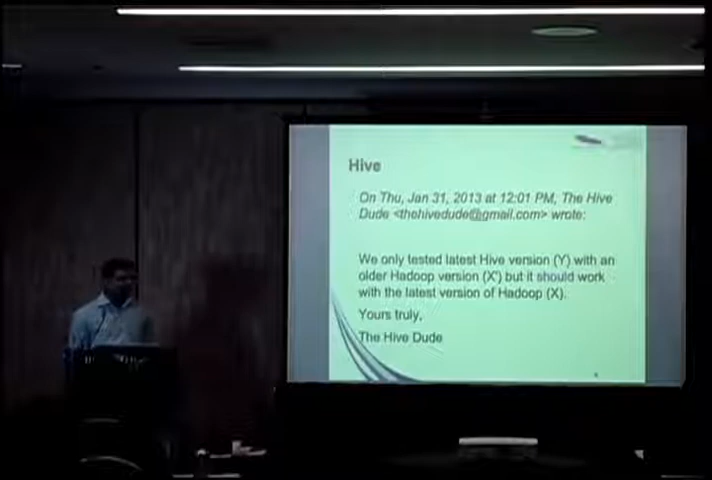 Hive
On Thu, Jan 31, 2013 at 12:01 PM, The Hive
Dude <thehivedude@gmail.com> wrote:
We only tested latest Hive version (Y) with an
older Hadoop version (X') but it should work
with the latest version of Hadoop (X).
Yours truly,
The Hive Dude